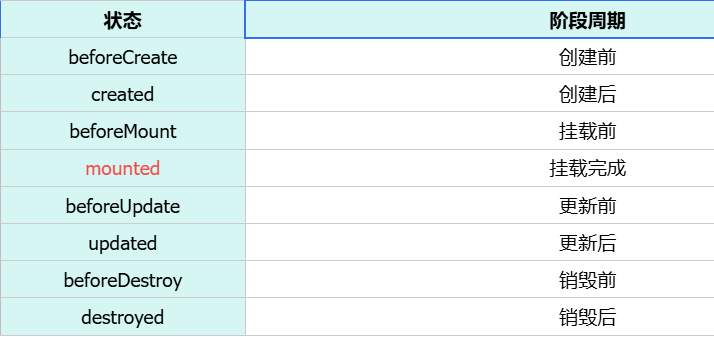 状态 阶段周期
beforeCreate 创建前
created 创建后
beforeMount 挂载前
mounted 挂载完成
beforeUpdate 更新前
updated 更新后
beforeDestroy 销毁前
destroyed 销毁后